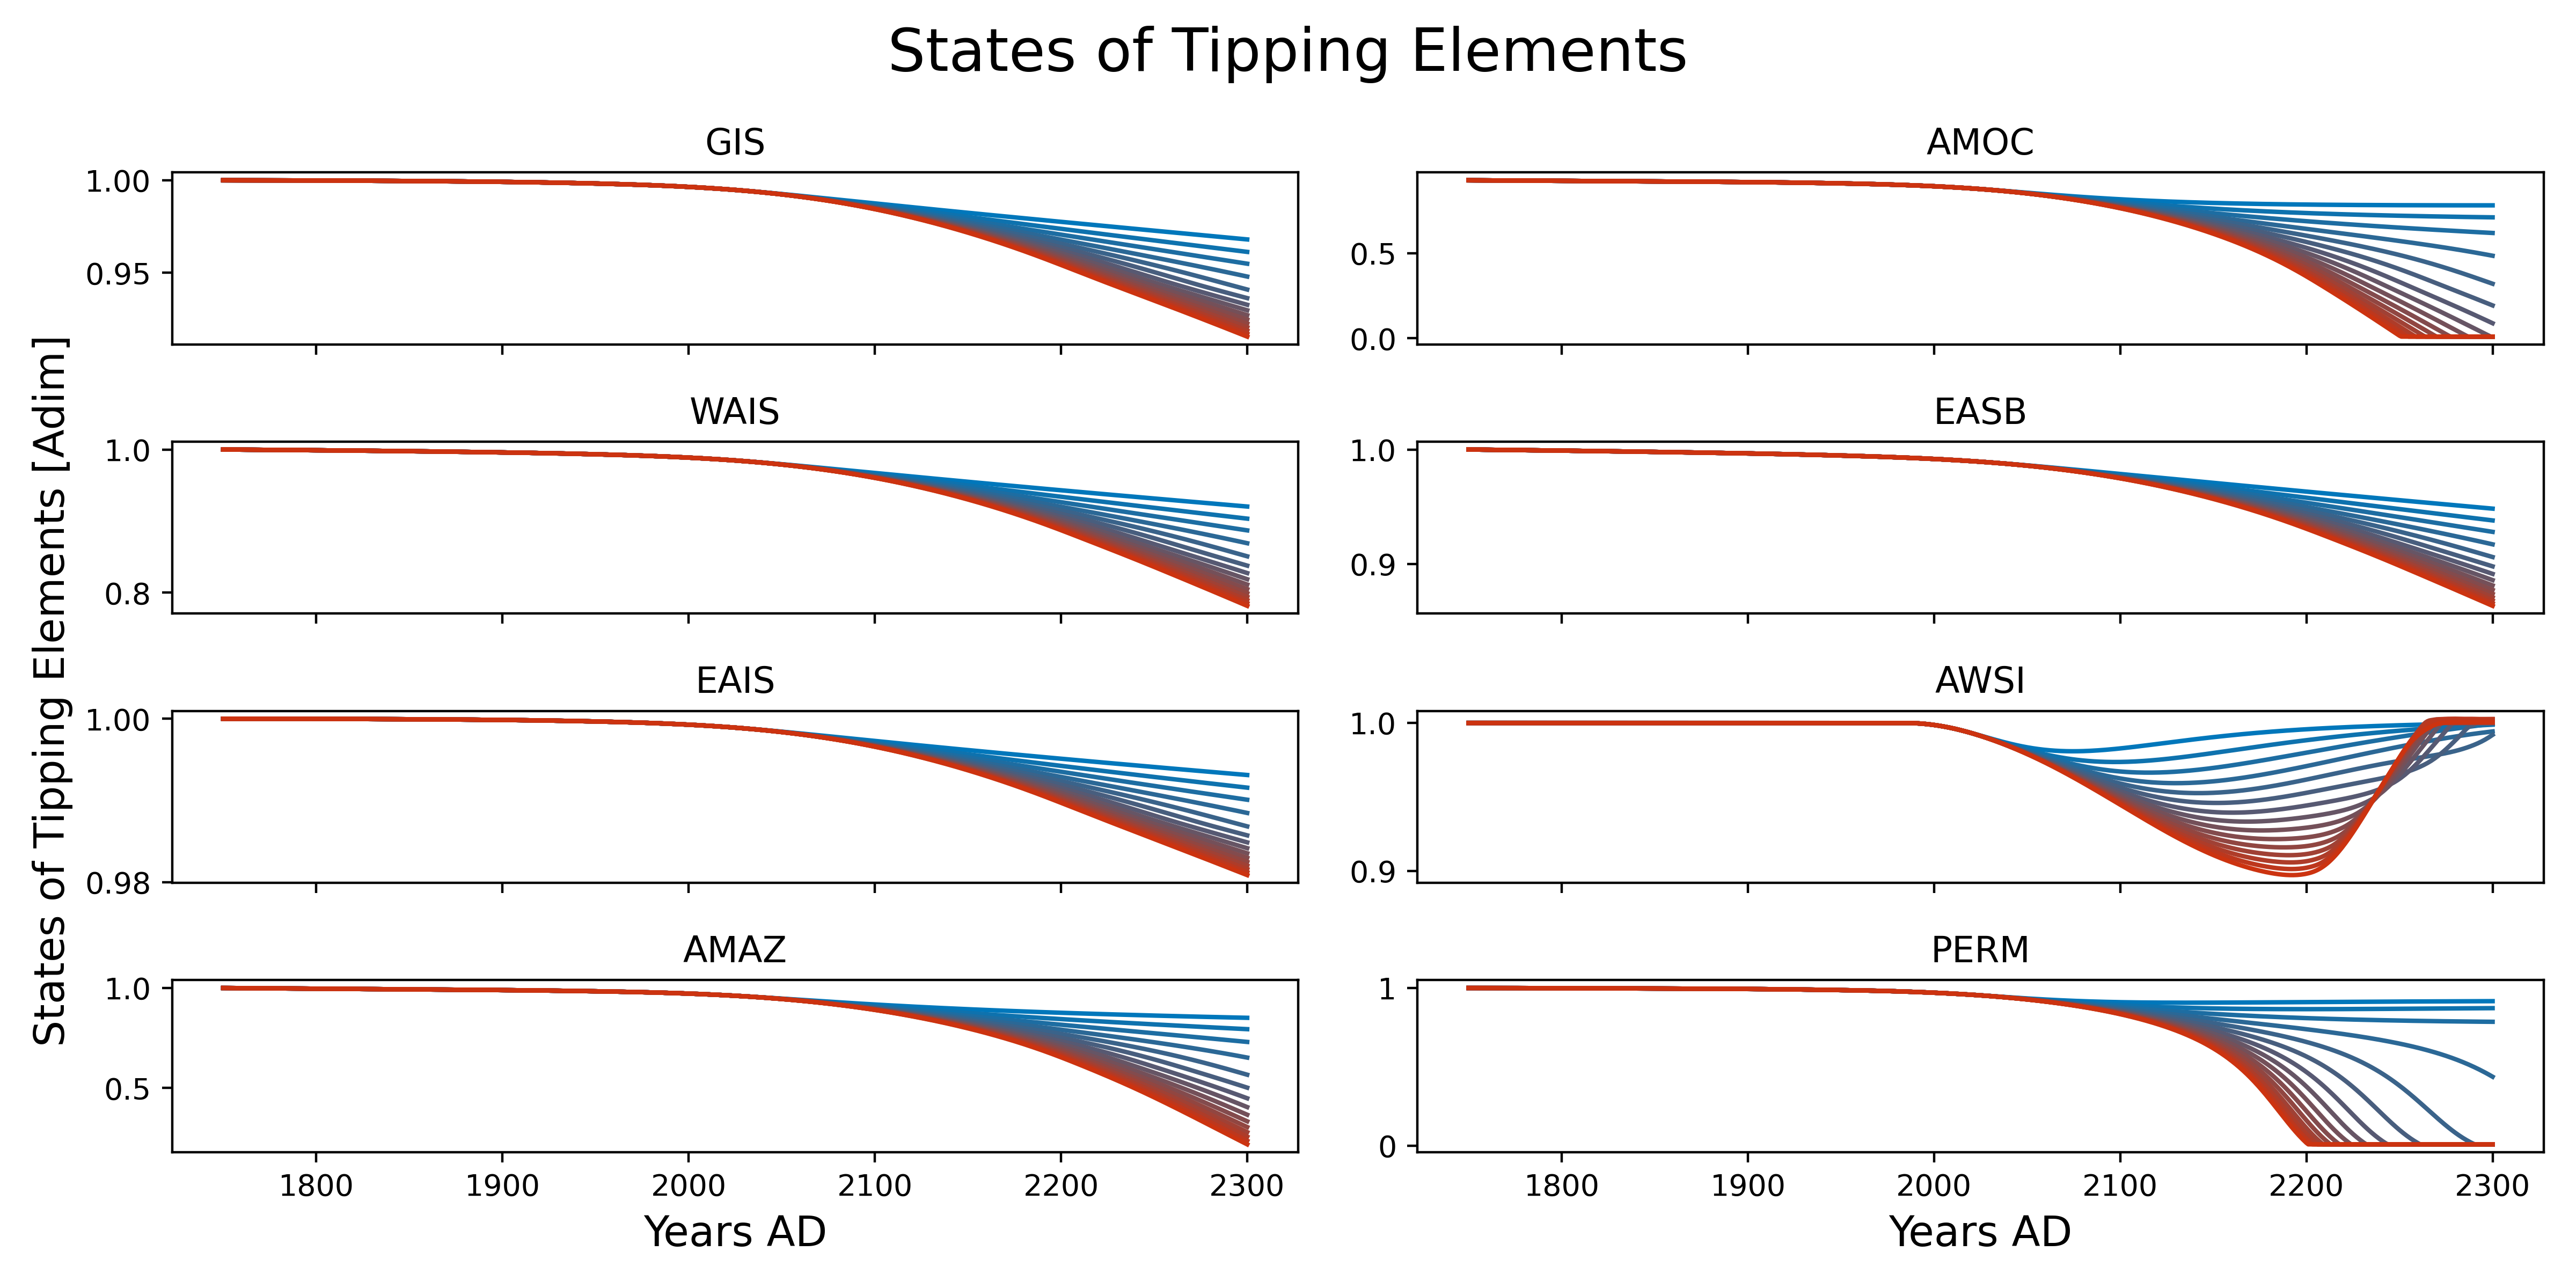 States of Tipping Elements
States of Tipping Elements [Adim]
GIS
1.00
0.95
AMOC
0.5
0.0
WAIS
1.0
0.8
EASB
1.0
0.9
EAIS
1.00
0.98
AWSI
1.0
0.9
AMAZ
1.0
0.5
1800 1900 2000 2100 2200 2300
Years AD
PERM
1
0
1800 1900 2000 2100 2200 2300
Years AD